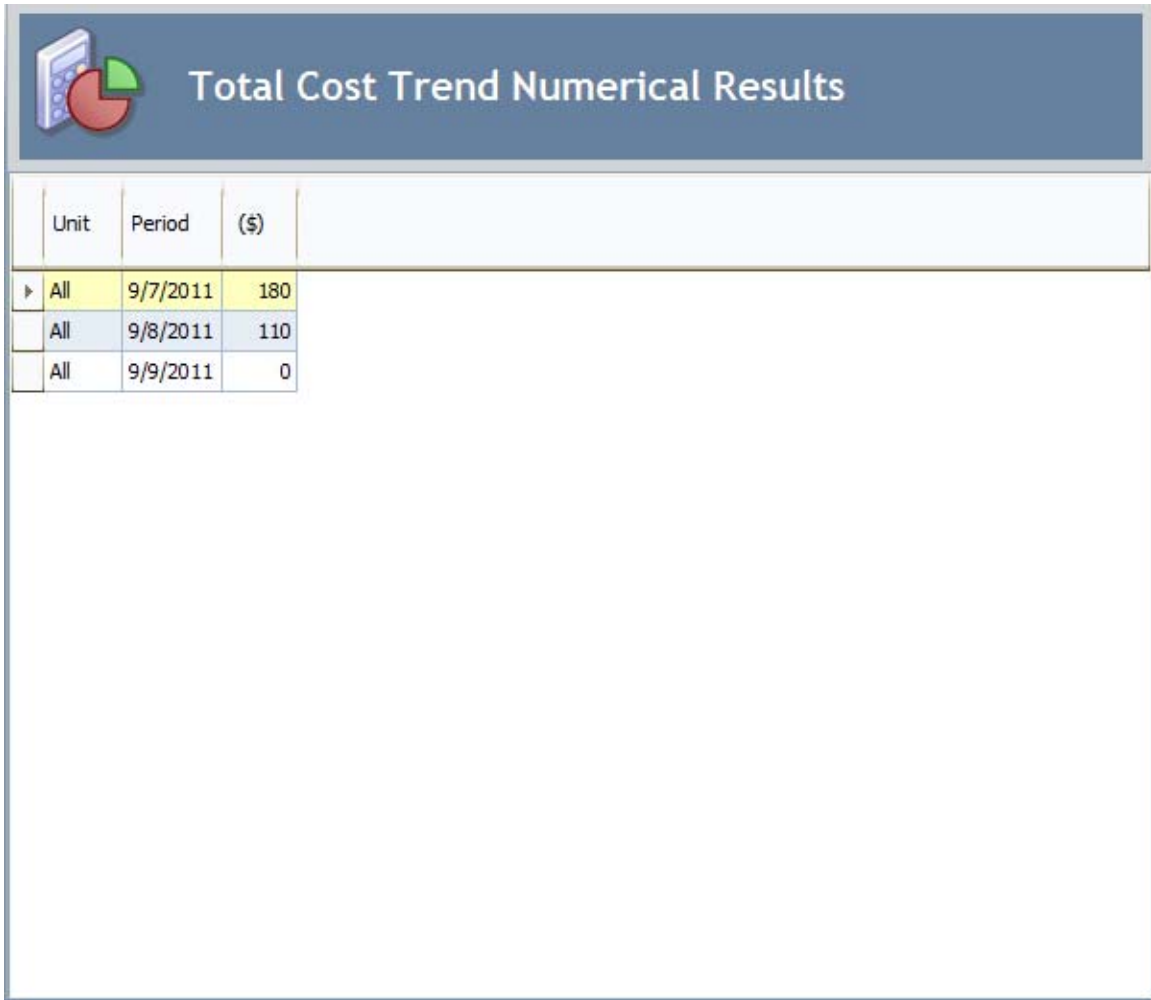 Total Cost Trend Numerical Results
Unit Period ($)
All 9/7/2011 180
All 9/8/2011 110
All 9/9/2011 0